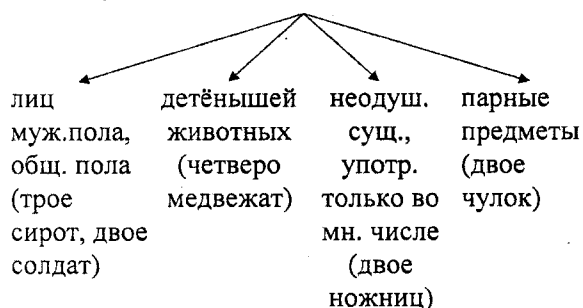 лиц
муж.пола,
общ. пола
(трое
сирот, двое
солдат)
детёнышей
животных
(четверо
медвежат)
неодуш.
сущ.,
употр.
только во
мн. числе
(двое
ножниц)
парные
предметы
(двое
чулок)